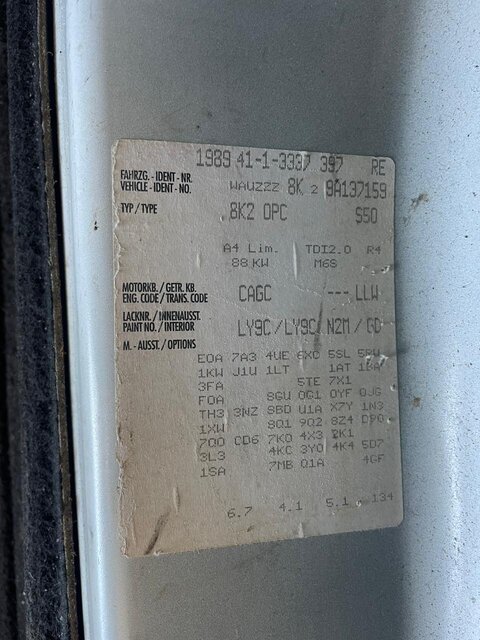 1989 41-1-3337 397 RE
FAHRZG. - IDENT - NR.
VEHICLE - IDENT - NO. WAUZZZ 8K 2 9A137159
TYP / TYPE 8K2 0PC S50
A4 Lim. TDI2.0 R4
88 KW M6S
MOTORKB. / GETR. KB.
ENG. CODE / TRANS. CODE CAGC /--- LLW
LACKNR. / INNENAUSST.
PAINT NO. / INTERIOR LY9C/LY9C N2M / GD
M. - AUSST. / OPTIONS
E0A 7A3 4UE 6XC 5SL 5RW
1KW J1U 1LT 1AT 1BA
3FA 5TE 7X1
F0A 8GU 0G1 0YF 0JG
TH3 3NZ 8BD U1A X7Y 1N3
1XW 8Q1 9Q2 8Z4
700 CD6 7K0 4X3 2K1
3L3 4KC 3Y0 4K4 5D7
1SA 7MB Q1A 4GF
6.7 4.1 5.1 134